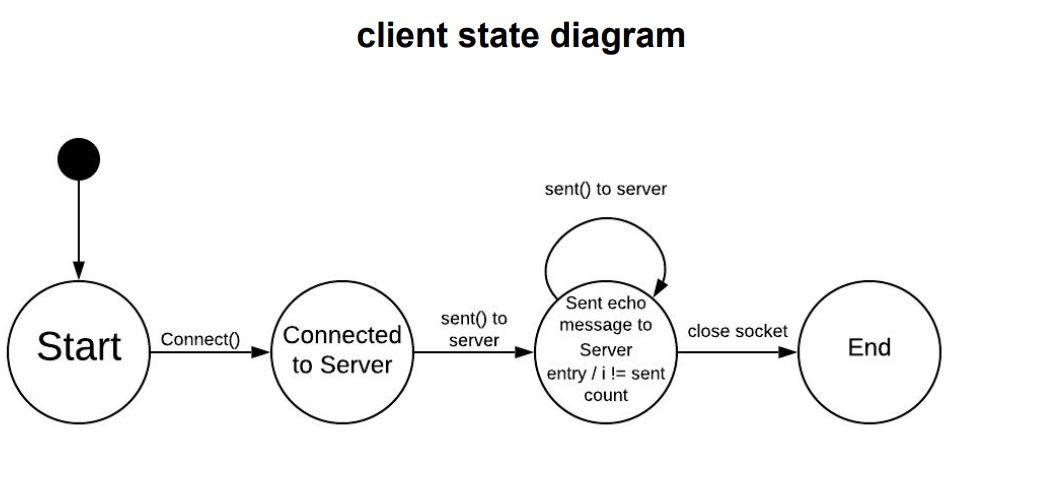 client state diagram
sent() to server
Start
Connect()
Connected
to Server
sent() to
server
Sent echo
message to
Server
entry / i != sent
count
close socket
End